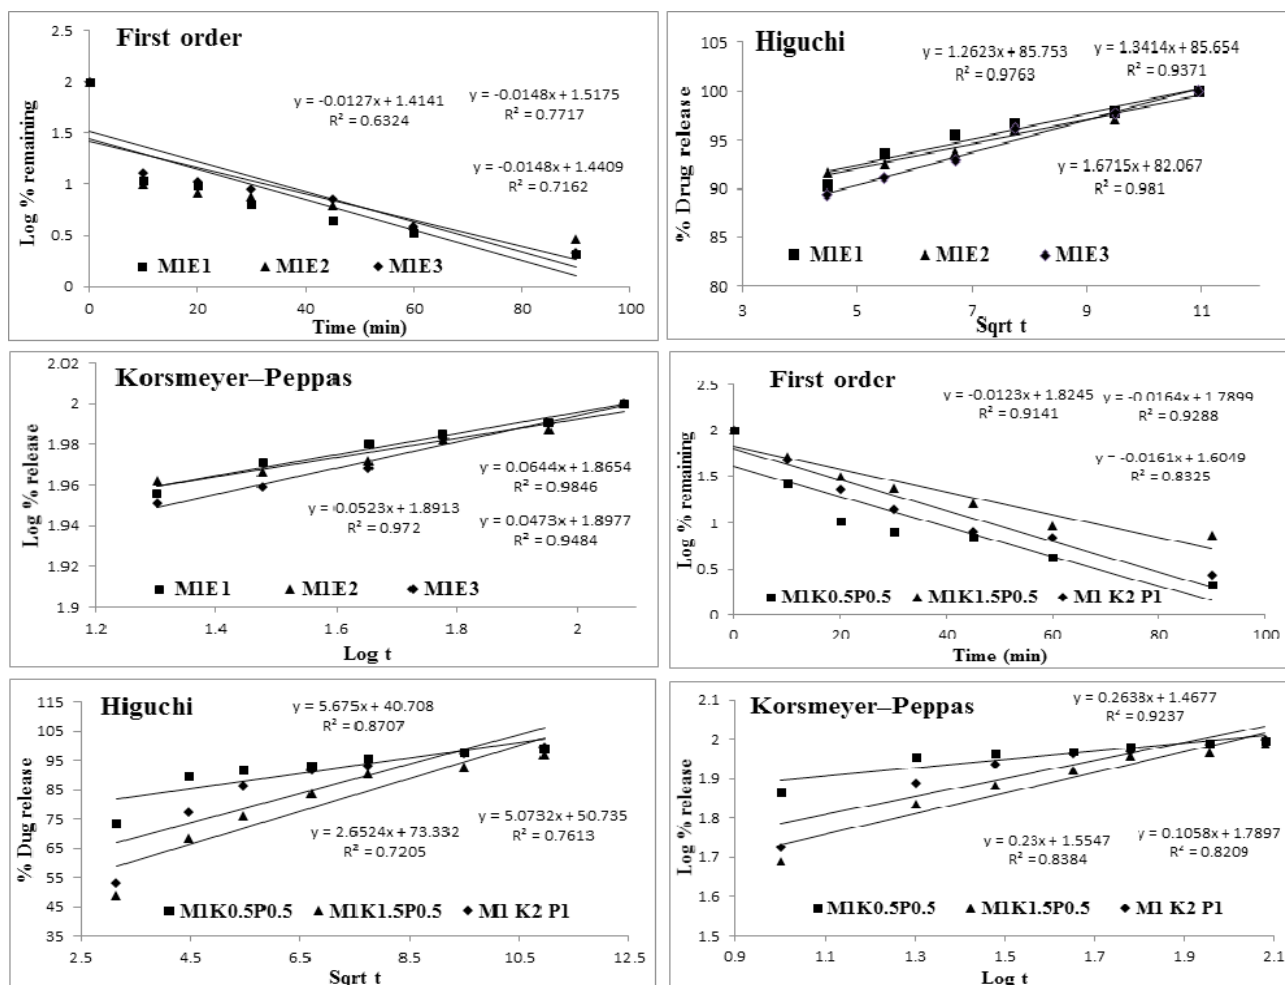 First order
2.5
2
1.5
1
0.5
0
y = -0.0127x + 1.4141
R² = 0.6324
y = -0.0148x + 1.5175
R² = 0.7717
y = -0.0148x + 1.4409
R² = 0.7162
Log % remaining
M1E1 M1E2 M1E3
0 20 40 60 80 100
Time (min)
Higuchi
105
100
95
90
85
80
y = 1.2623x + 85.753
R² = 0.9763
y = 1.3414x + 85.654
R² = 0.9371
y = 1.6715x + 82.067
R² = 0.981
% Drug release
M1E1 M1E2 M1E3
3 5 7 9 11
Sqrt t
Korsmeyer–Peppas
2.02
2
1.98
1.96
1.94
1.92
1.9
y = 0.0644x + 1.8654
R² = 0.9846
y = 0.0523x + 1.8913
R² = 0.972
y = 0.0473x + 1.8977
R² = 0.9484
Log % release
M1E1 M1E2 M1E3
1.2 1.4 1.6 1.8 2
Log t
First order
2.5
2
1.5
1
0.5
0
y = -0.0123x + 1.8245
R² = 0.9141
y = -0.0164x + 1.7899
R² = 0.9288
y = -0.0161x + 1.6049
R² = 0.8325
Log % remaining
M1K0.5P0.5 M1K1.5P0.5 M1 K2 P1
0 20 40 60 80 100
Time (min)
Higuchi
115
105
95
85
75
65
55
45
35
y = 5.675x + 40.708
R² = 0.8707
y = 5.0732x + 50.735
R² = 0.7613
y = 2.6524x + 73.332
R² = 0.7205
% Dug release
M1K0.5P0.5 M1K1.5P0.5 M1 K2 P1
2.5 4.5 6.5 8.5 10.5 12.5
Sqrt t
Korsmeyer–Peppas
2.1
2
1.9
1.8
1.7
1.6
1.5
y = 0.2638x + 1.4677
R² = 0.9237
y = 0.23x + 1.5547
R² = 0.8384
y = 0.1058x + 1.7897
R² = 0.8209
Log % release
M1K0.5P0.5 M1K1.5P0.5 M1 K2 P1
0.9 1.1 1.3 1.5 1.7 1.9 2.1
Log t